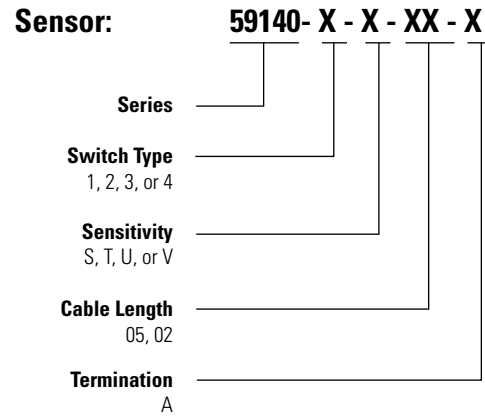 Sensor: 59140- X - X - XX - X
Series
Switch Type
1, 2, 3, or 4
Sensitivity
S, T, U, or V
Cable Length
05, 02
Termination
A